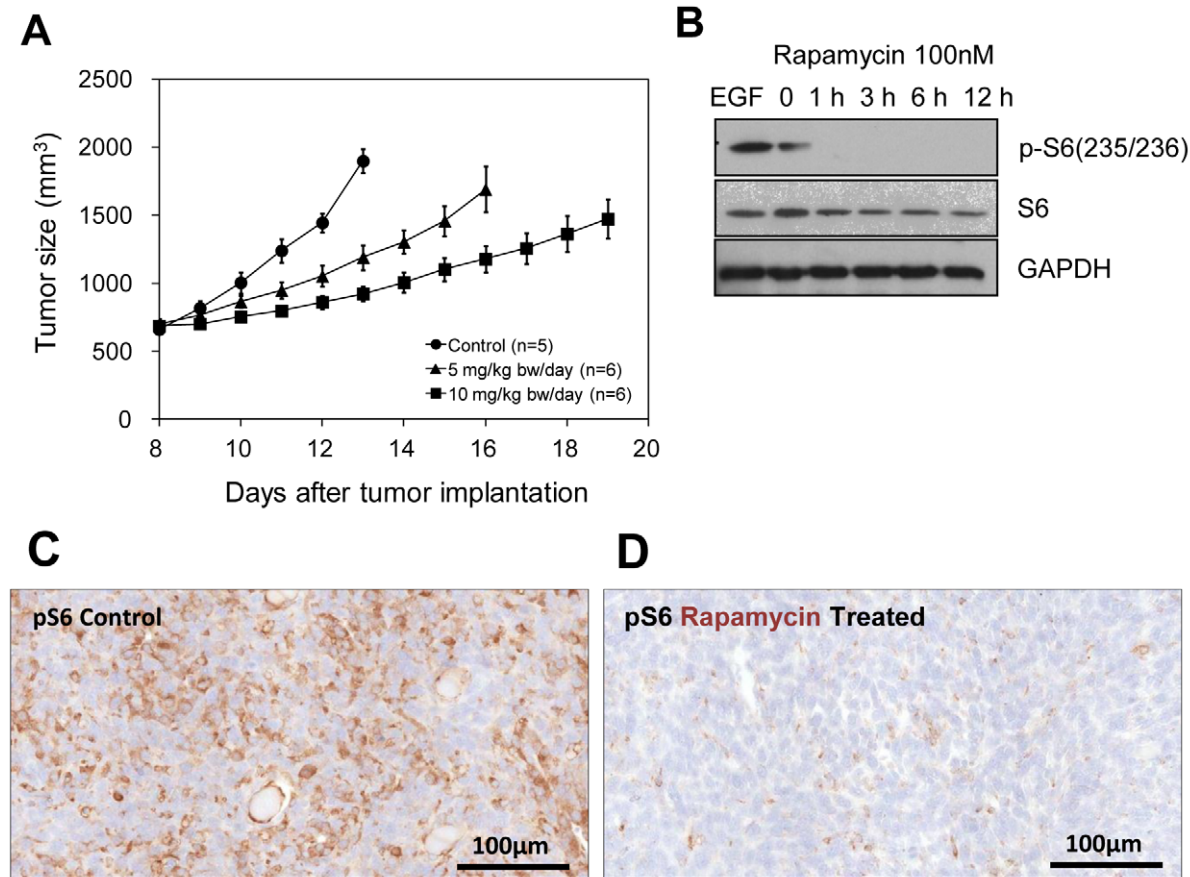 A
Tumor size (mm³)
2500
2000
1500
1000
500
0
8 10 12 14 16 18 20
Days after tumor implantation
Control (n=5)
5 mg/kg bw/day (n=6)
10 mg/kg bw/day (n=6)
B
Rapamycin 100nM
EGF 0 1 h 3 h 6 h 12 h
p-S6(235/236)
S6
GAPDH
C
pS6 Control
100µm
D
pS6 Rapamycin Treated
100µm